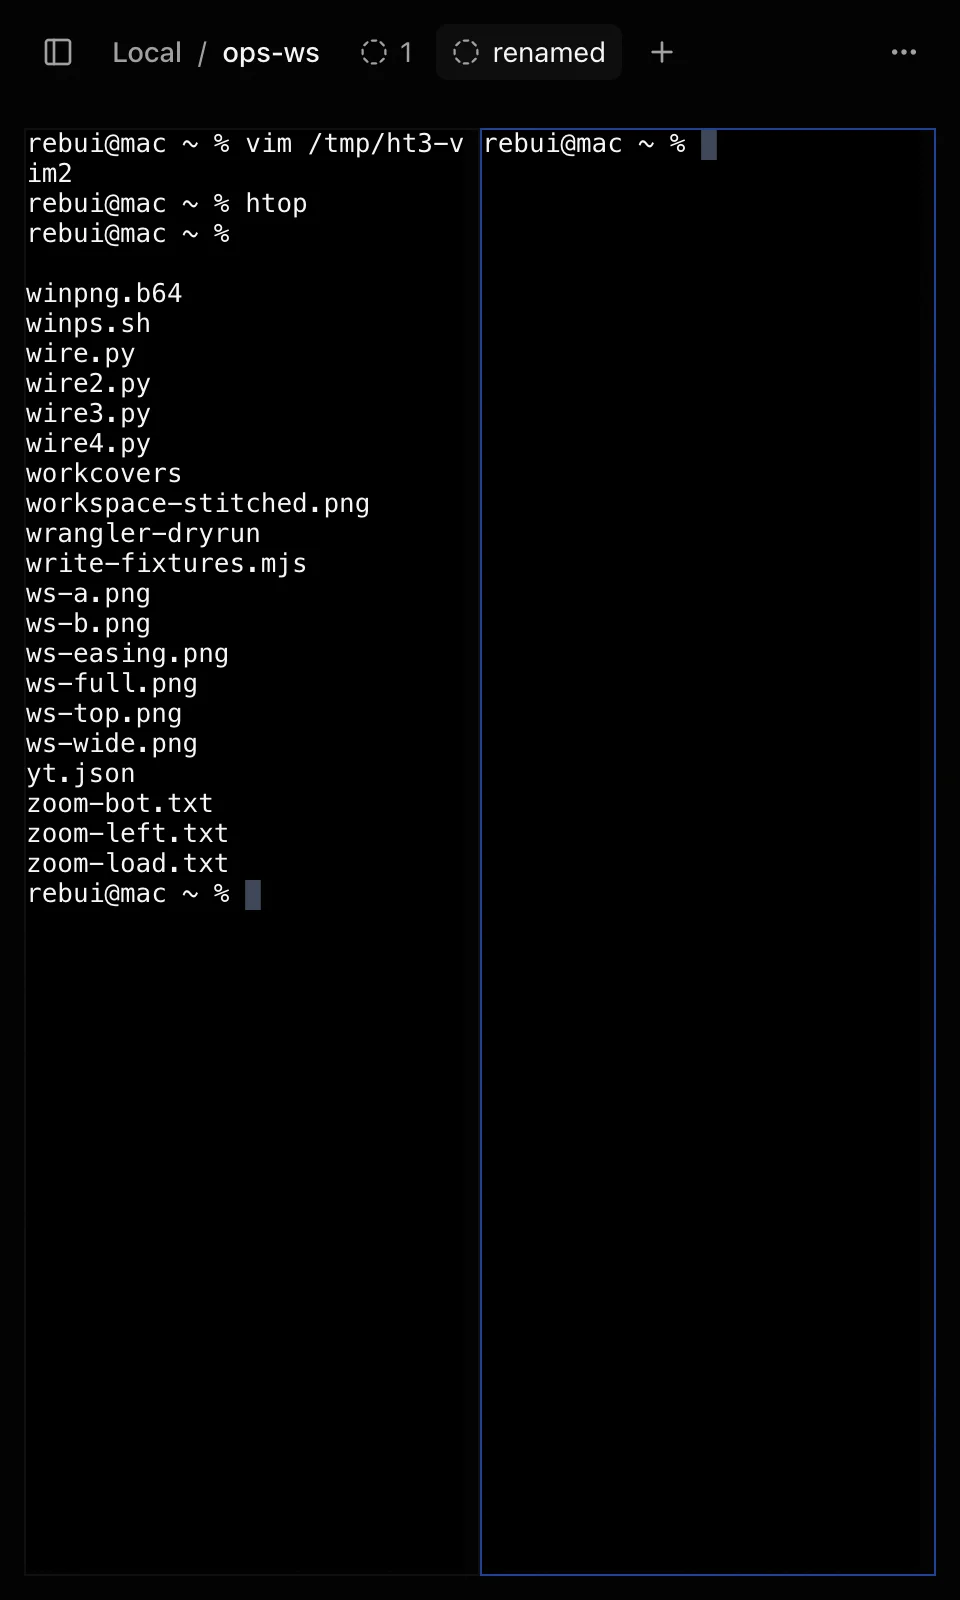 Local / ops-ws 1 renamed +
rebui@mac ~ % vim /tmp/ht3-v
im2
rebui@mac ~ % htop
rebui@mac ~ %
winpng.b64
winps.sh
wire.py
wire2.py
wire3.py
wire4.py
workcovers
workspace-stitched.png
wrangler-dryrun
write-fixtures.mjs
ws-a.png
ws-b.png
ws-easing.png
ws-full.png
ws-top.png
ws-wide.png
yt.json
zoom-bot.txt
zoom-left.txt
zoom-load.txt
rebui@mac ~ %
rebui@mac ~ %